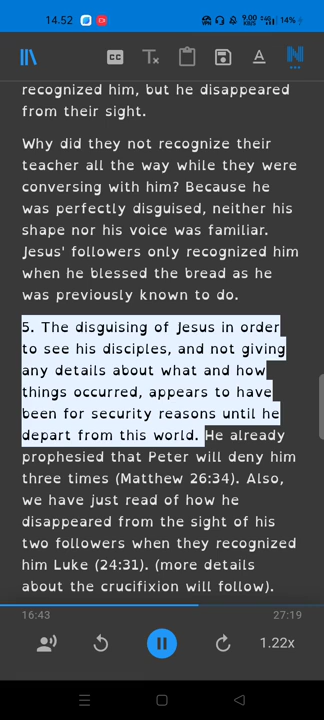 14.52
9,00 KB/S
14%
CC
recognized him, but he disappeared
from their sight.
Why did they not recognize their
teacher all the way while they were
conversing with him? Because he
was perfectly disguised, neither his
shape nor his voice was familiar.
Jesus' followers only recognized him
when he blessed the bread as he
was previously known to do.
5. The disguising of Jesus in order
to see his disciples, and not giving
any details about what and how
things occurred, appears to have
been for security reasons until he
depart from this world. He already
prophesied that Peter will deny him
three times (Matthew 26:34). Also,
we have just read of how he
disappeared from the sight of his
two followers when they recognized
him Luke (24:31). (more details
about the crucifixion will follow).
16:43
27:19
1.22x